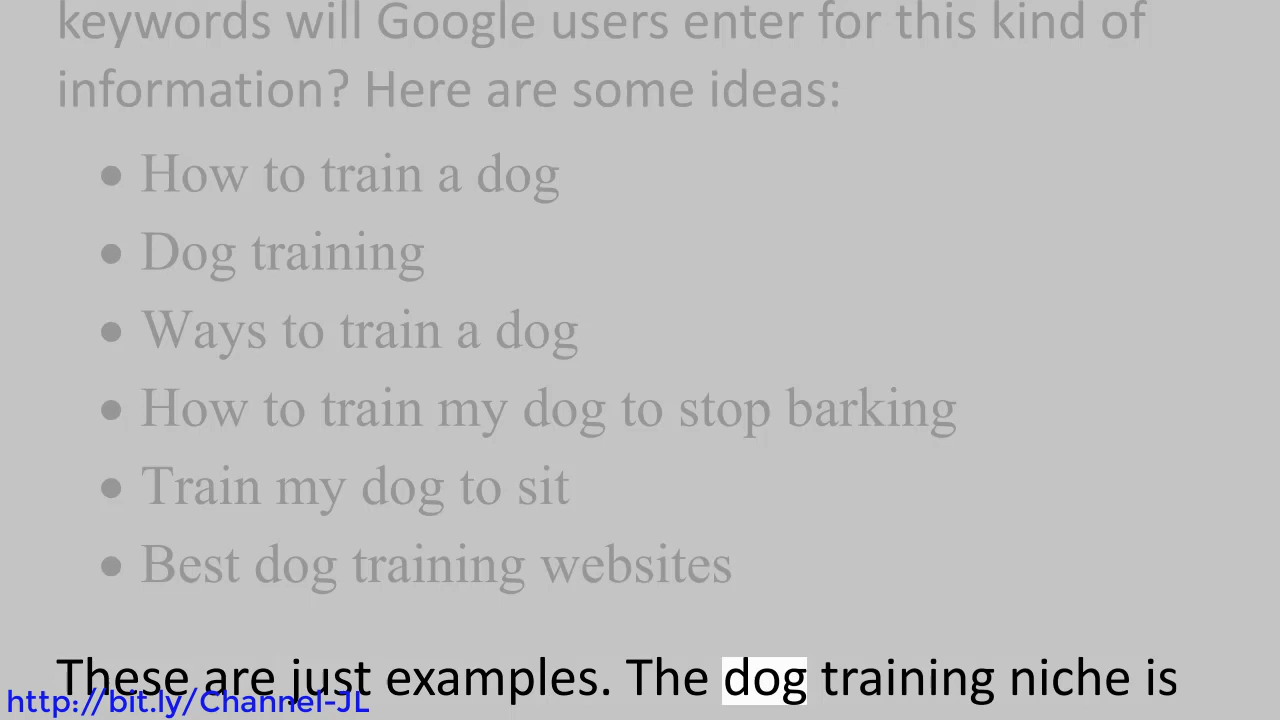 keywords will Google users enter for this kind of
information? Here are some ideas:
• How to train a dog
• Dog training
• Ways to train a dog
• How to train my dog to stop barking
• Train my dog to sit
• Best dog training websites
These are just examples. The dog training niche is
http://bit.ly/Channel-JL